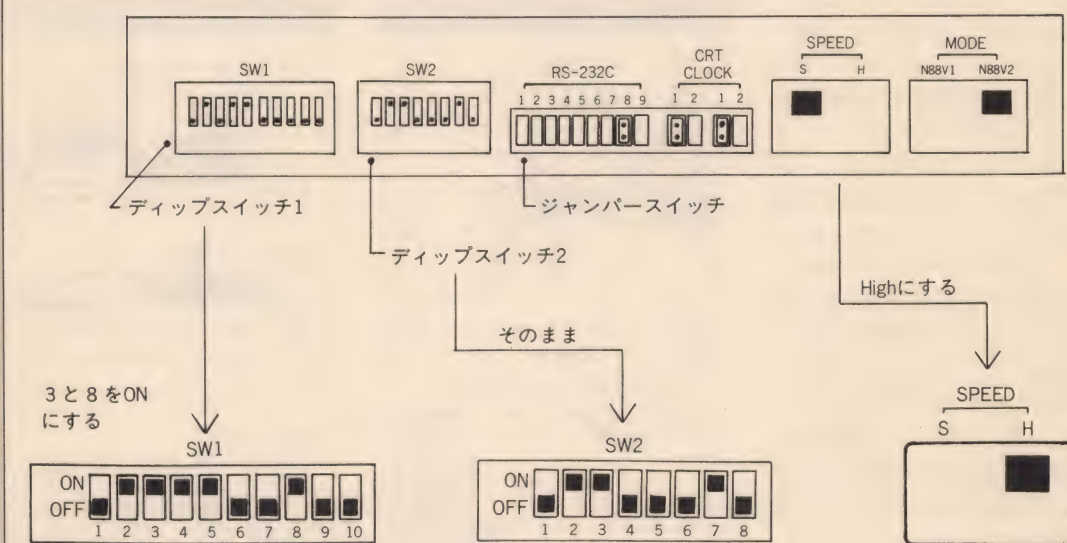 SW1
SW2
RS-232C
1 2 3 4 5 6 7 8 9
CRT
CLOCK
1 2 1 2
SPEED
S H
MODE
N88V1 N88V2
ディップスイッチ1
ディップスイッチ2
ジャンパースイッチ
Highにする
そのまま
3と8をON
にする
SW1
ON
OFF
1 2 3 4 5 6 7 8 9 10
SW2
ON
OFF
1 2 3 4 5 6 7 8
SPEED
S H